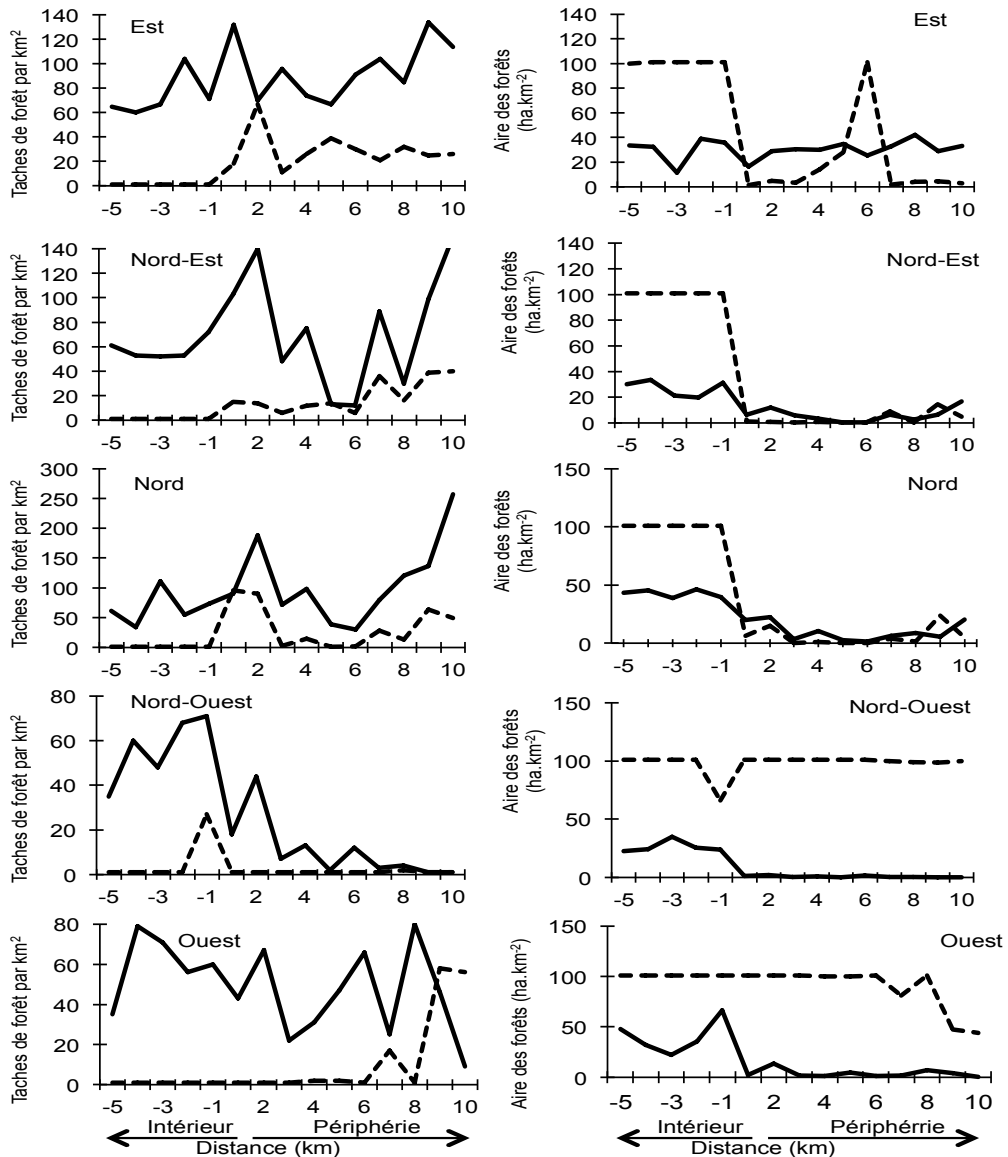 Est
Taches de forêt par km²
140
120
100
80
60
40
20
0
-5 -3 -1 2 4 6 8 10
Est
Aire des forêts
(ha.km-2)
140
120
100
80
60
40
20
0
-5 -3 -1 2 4 6 8 10
Nord-Est
Taches de forêt par km²
140
120
100
80
60
40
20
0
-5 -3 -1 2 4 6 8 10
Nord-Est
Aire des forêts
(ha.km-2)
140
120
100
80
60
40
20
0
-5 -3 -1 2 4 6 8 10
Nord
Taches de forêt par km²
300
250
200
150
100
50
0
-5 -3 -1 2 4 6 8 10
Nord
Aire des forêts
(ha.km-2)
150
100
50
0
-5 -3 -1 2 4 6 8 10
Nord-Ouest
Taches de forêt par km²
80
60
40
20
0
-5 -3 -1 2 4 6 8 10
Nord-Ouest
Aire des forêts
(ha.km-2)
150
100
50
0
-5 -3 -1 2 4 6 8 10
Ouest
Taches de forêt par km²
80
60
40
20
0
-5 -3 -1 2 4 6 8 10
Intérieur Périphérie
Distance (km)
Ouest
Aire des forêts (ha.km-2)
150
100
50
0
-5 -3 -1 2 4 6 8 10
Intérieur Périphérrie
Distance (km)